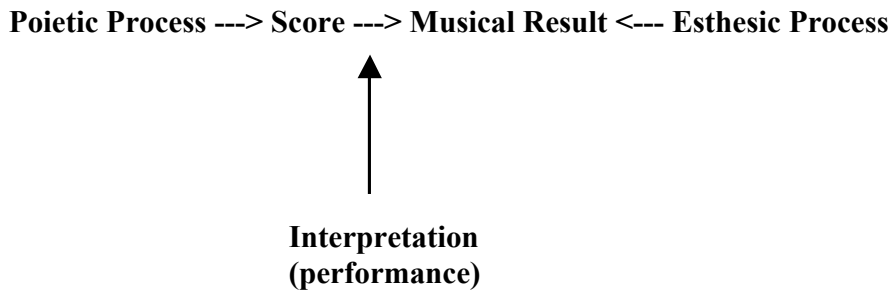 Poietic Process ---> Score ---> Musical Result <--- Esthesic Process
Interpretation
(performance)